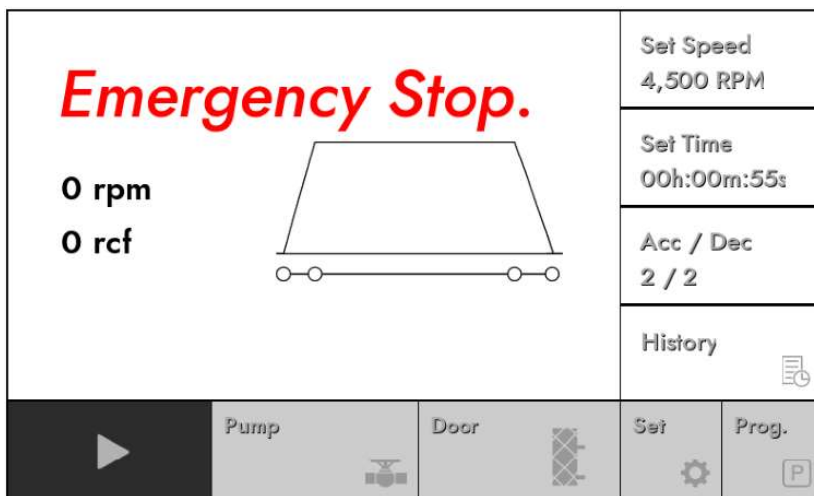 Emergency Stop.
0 rpm
0 rcf
Set Speed
4,500 RPM
Set Time
00h:00m:55s
Acc / Dec
2 / 2
History
Pump
Door
Set
Prog.
P